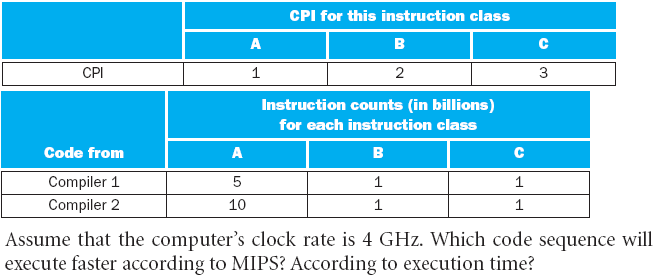 CPI for this instruction class
A B C
CPI 1 2 3
Instruction counts (in billions)
for each instruction class
Code from A B C
Compiler 1 5 1 1
Compiler 2 10 1 1
Assume that the computer's clock rate is 4 GHz. Which code sequence will
execute faster according to MIPS? According to execution time?